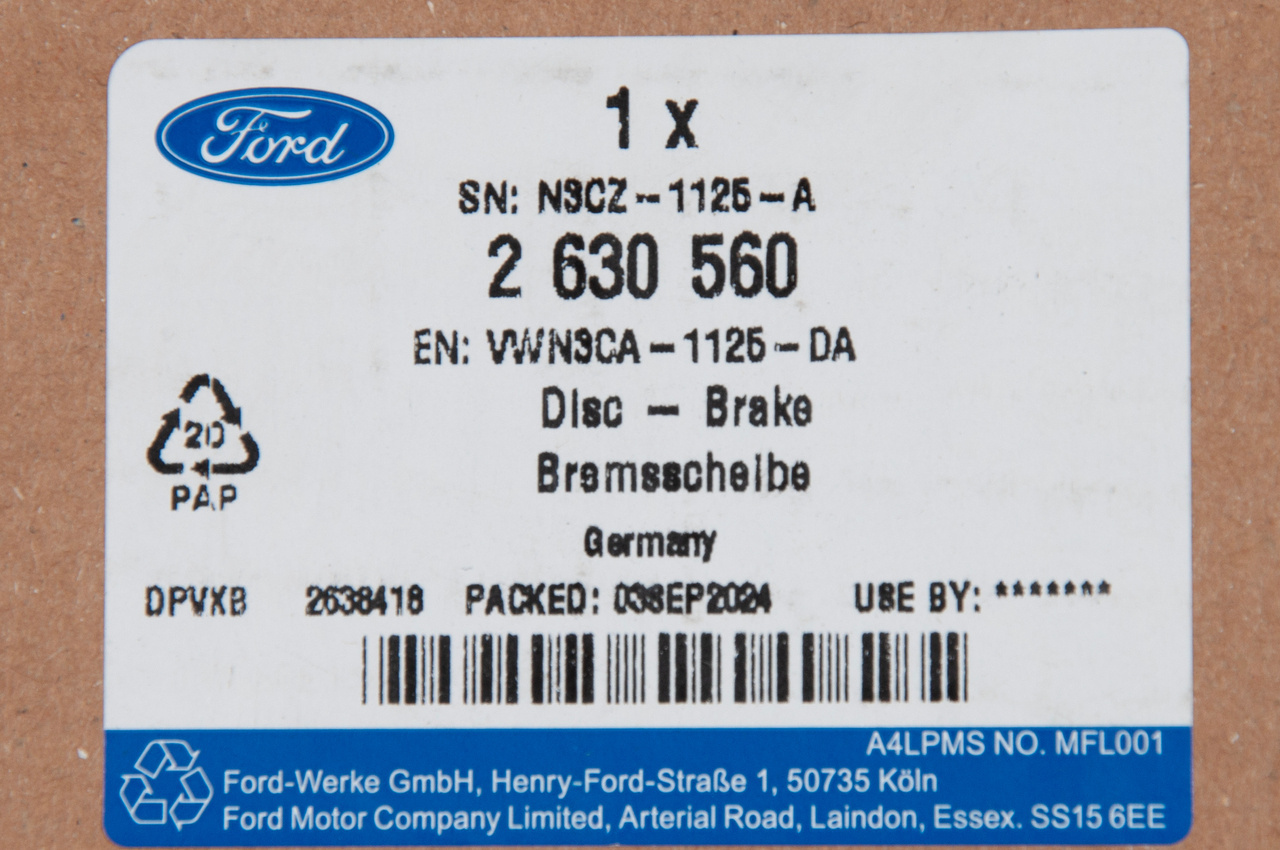 Ford
1 x
SN: N3CZ-1125-A
2 630 560
EN: VWN3CA-1125-DA
Disc - Brake
Bremsscheibe
20
PAP
Germany
DPVXB 2638418 PACKED: 03SEP2024 USE BY: *******
A4LPMS NO. MFL001
Ford-Werke GmbH, Henry-Ford-Straße 1, 50735 Köln
Ford Motor Company Limited, Arterial Road, Laindon, Essex. SS15 6EE